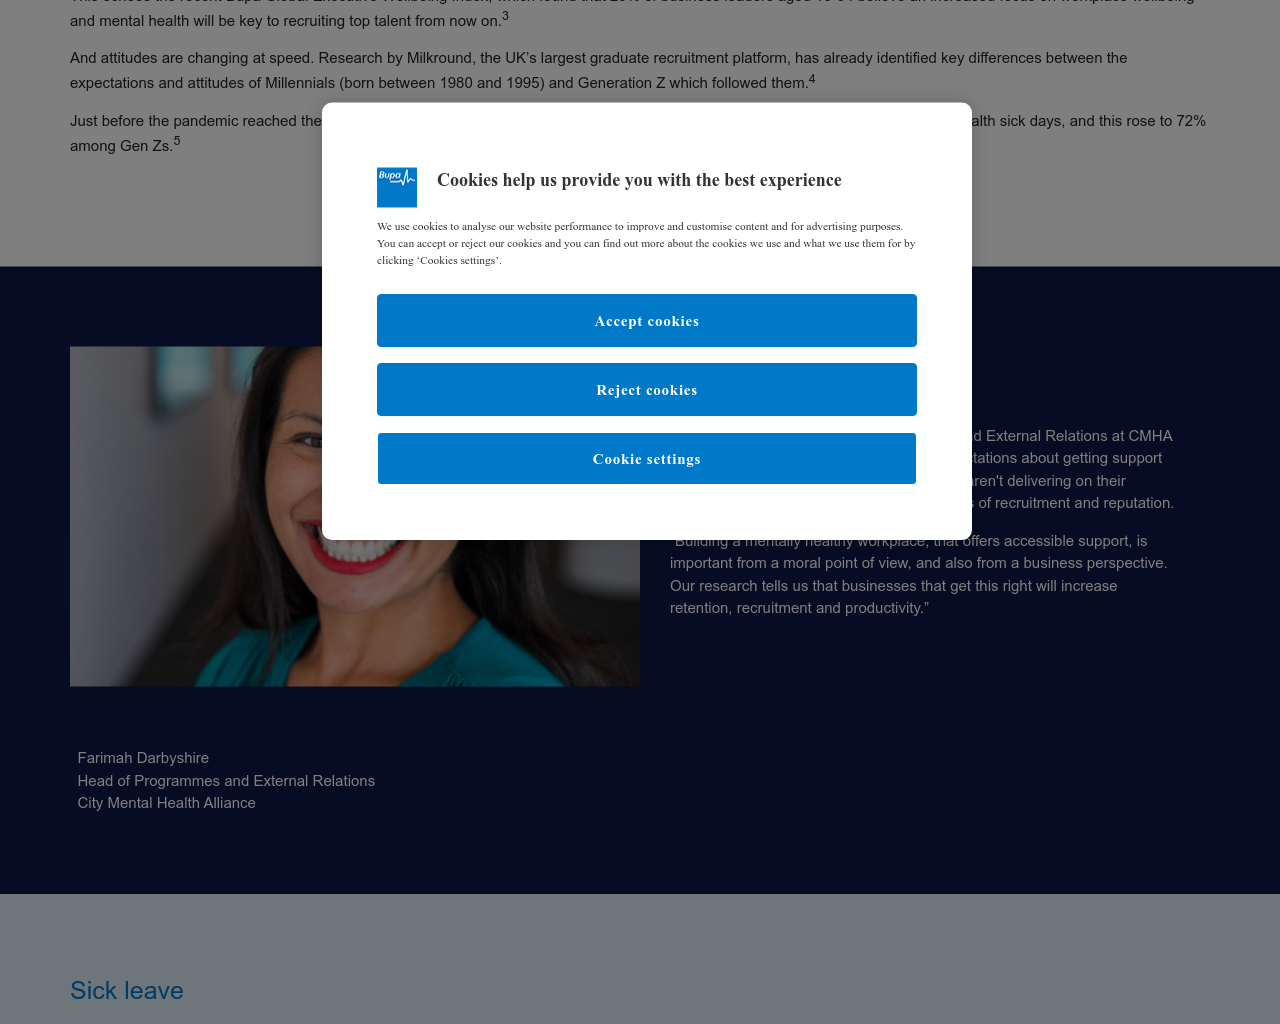 and mental health will be key to recruiting top talent from now on.3
And attitudes are changing at speed. Research by Milkround, the UK's largest graduate recruitment platform, has already identified key differences between the
expectations and attitudes of Millennials (born between 1980 and 1995) and Generation Z which followed them.4
Just before the pandemic reached the
sick days, and this rose to 72%
among Gen Zs.5
Bupa
Cookies help us provide you with the best experience
We use cookies to analyse our website performance to improve and customise content and for advertising purposes.
You can accept or reject our cookies and you can find out more about the cookies we use and what we use them for by
clicking ‘Cookies settings’.
Accept cookies
Reject cookies
Cookie settings
External Relations at CMHA
about getting support
aren't delivering on their
of recruitment and reputation.
“Building a mentally healthy workplace, that offers accessible support, is
important from a moral point of view, and also from a business perspective.
Our research tells us that businesses that get this right will increase
retention, recruitment and productivity.”
Farimah Darbyshire
Head of Programmes and External Relations
City Mental Health Alliance
Sick leave